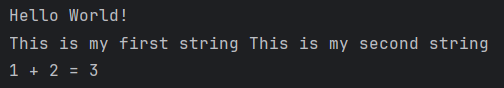 Hello World!
This is my first string This is my second string
1 + 2 = 3